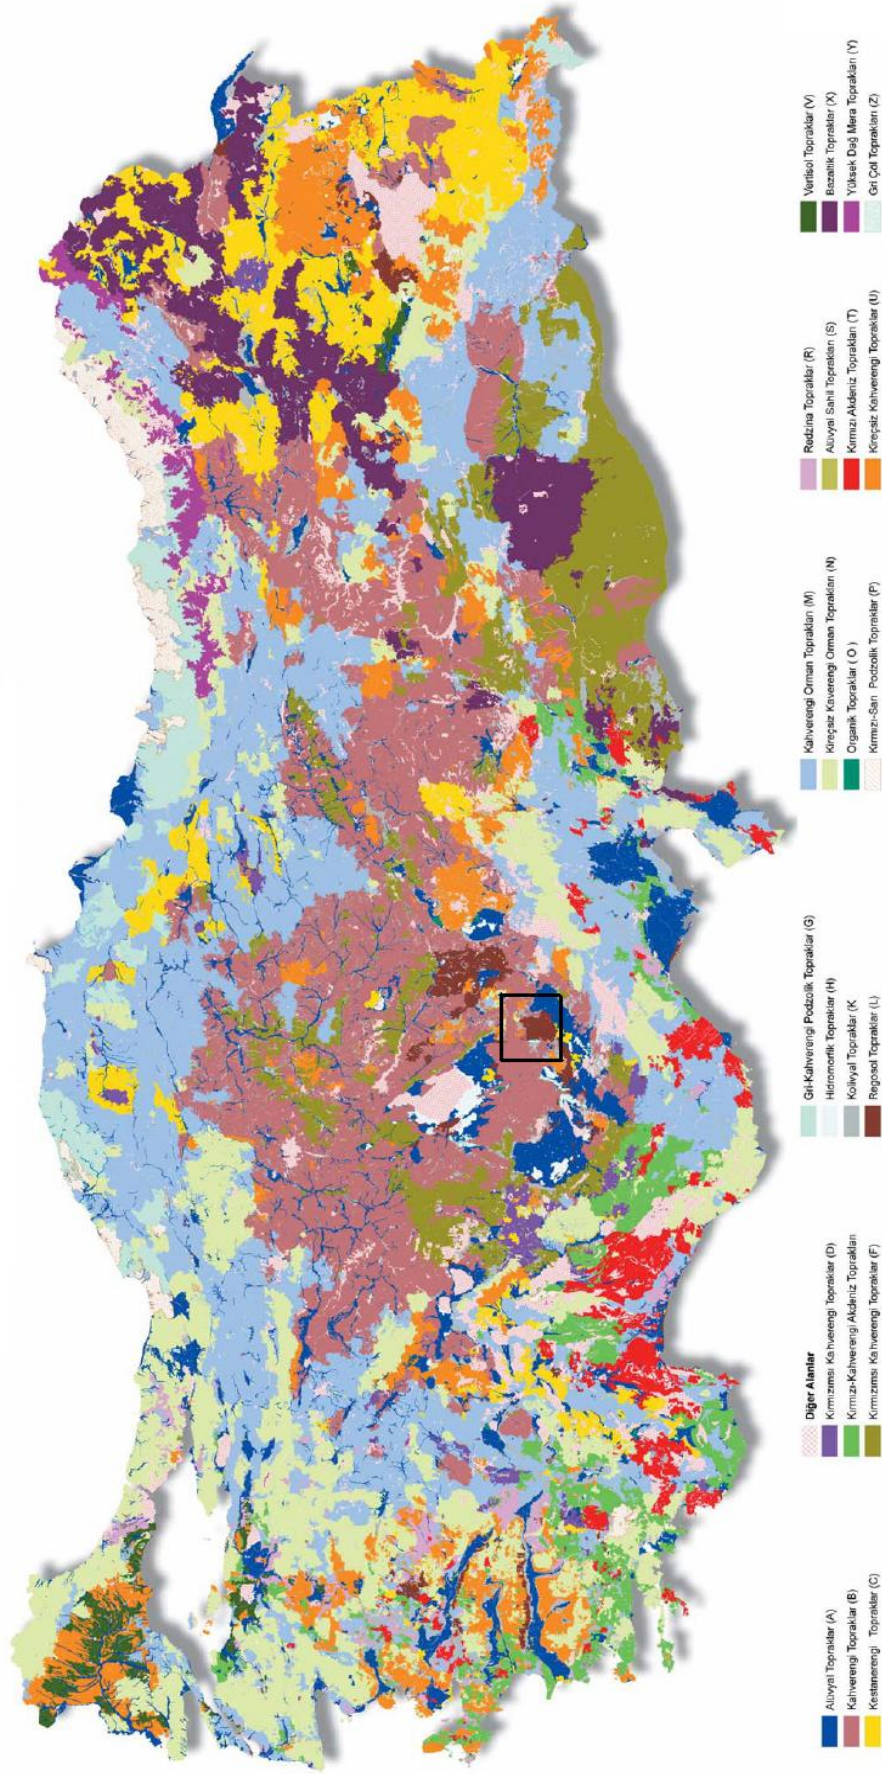 Alüvyal Topraklar (A)
Kahverengi Topraklar (B)
Kestanerengi Topraklar (C)
Diğer Alanlar
Kırmızımsı Kahverengi Topraklar (D)
Kırmızı-Kahverengi Akdeniz Toprakları
Kırmızımsı Kahverengi Topraklar (F)
Gri-Kahverengi Podzolik Topraklar (G)
Hidromorfik Topraklar (H)
Kolivyal Topraklar (K
Regosol Topraklar (L)
Kahverengi Orman Toprakları (M)
Kireçsiz Kaverengi Orman Toprakları (N)
Organik Topraklar ( O )
Kırmızı-Sarı Podzolik Topraklar (P)
Redzina Topraklar (R)
Alüvyal Sahil Toprakları (S)
Kırmızı Akdeniz Toprakları (T)
Kireçsiz Kahverengi Topraklar (U)
Vertisol Topraklar (V)
Bazaltik Topraklar (X)
Yüksek Dağ Mera Toprakları (Y)
Gri Çöl Toprakları (Z)